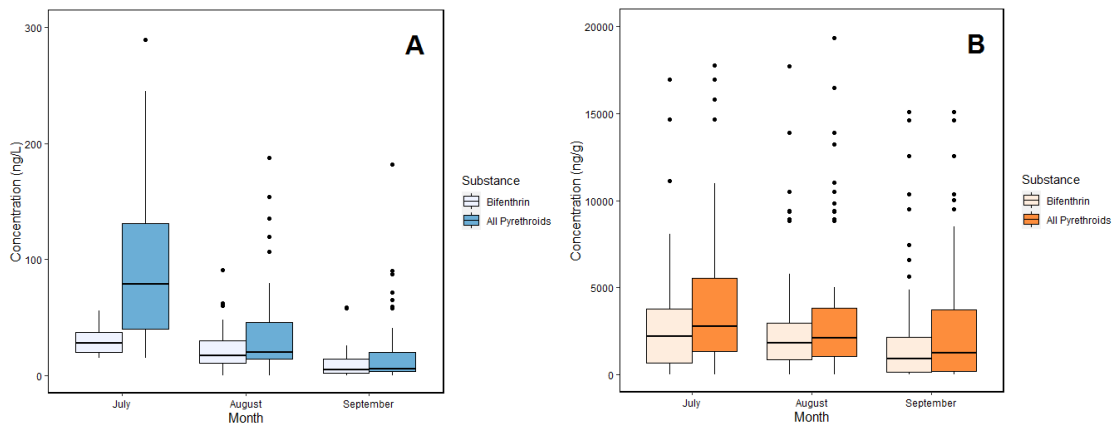 A
300
200
100
0
Concentration (ng/L)
July
August
September
Month
Substance
Bifenthrin
All Pyrethroids
B
20000
15000
10000
5000
0
Concentration (ng/g)
July
August
September
Month
Substance
Bifenthrin
All Pyrethroids